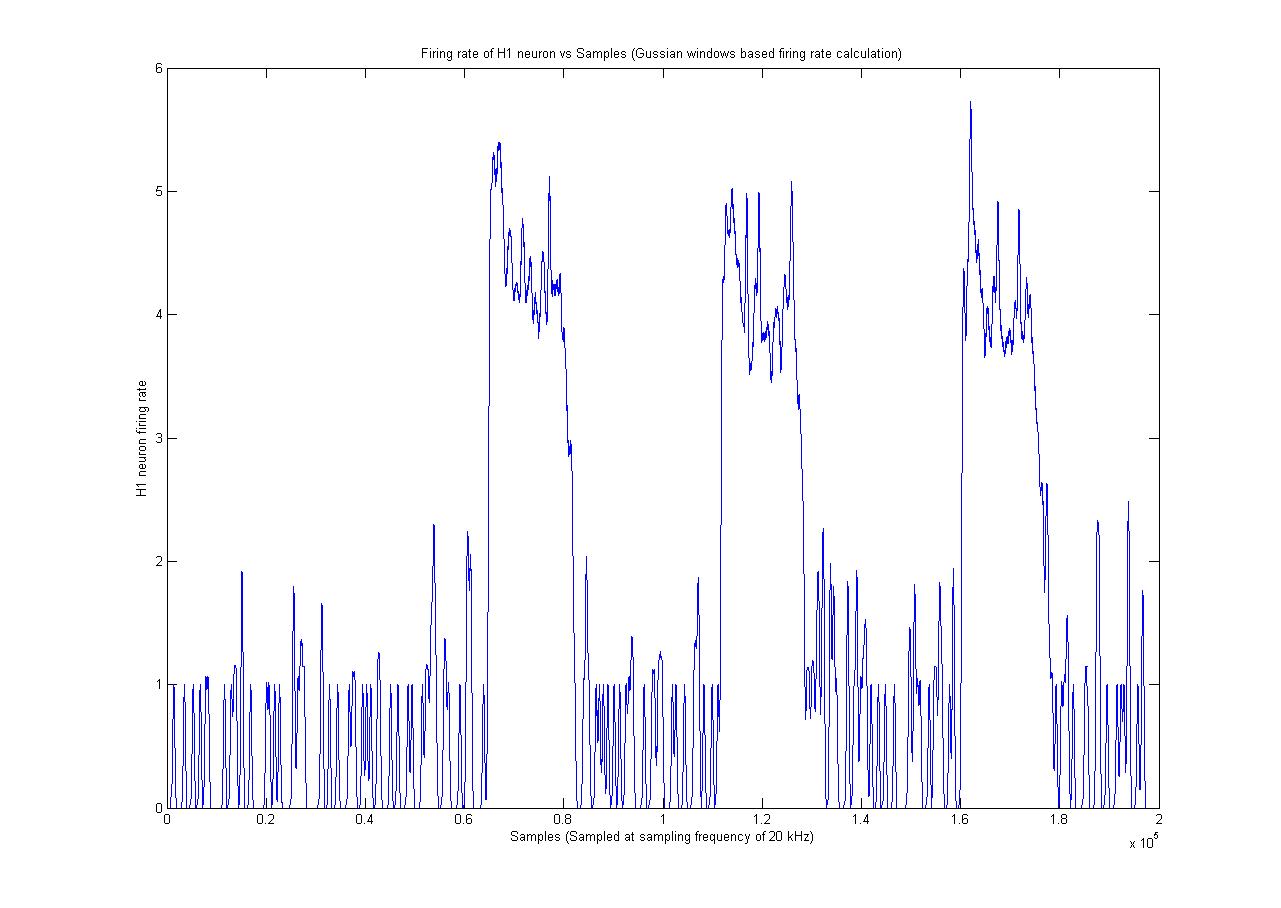 Firing rate of H1 neuron vs Samples (Gussian windows based firing rate calculation)
6
5
4
3
2
1
0
H1 neuron firing rate
0 0.2 0.4 0.6 0.8 1 1.2 1.4 1.6 1.8 2
Samples (Sampled at sampling frequency of 20 kHz)
x 10^5